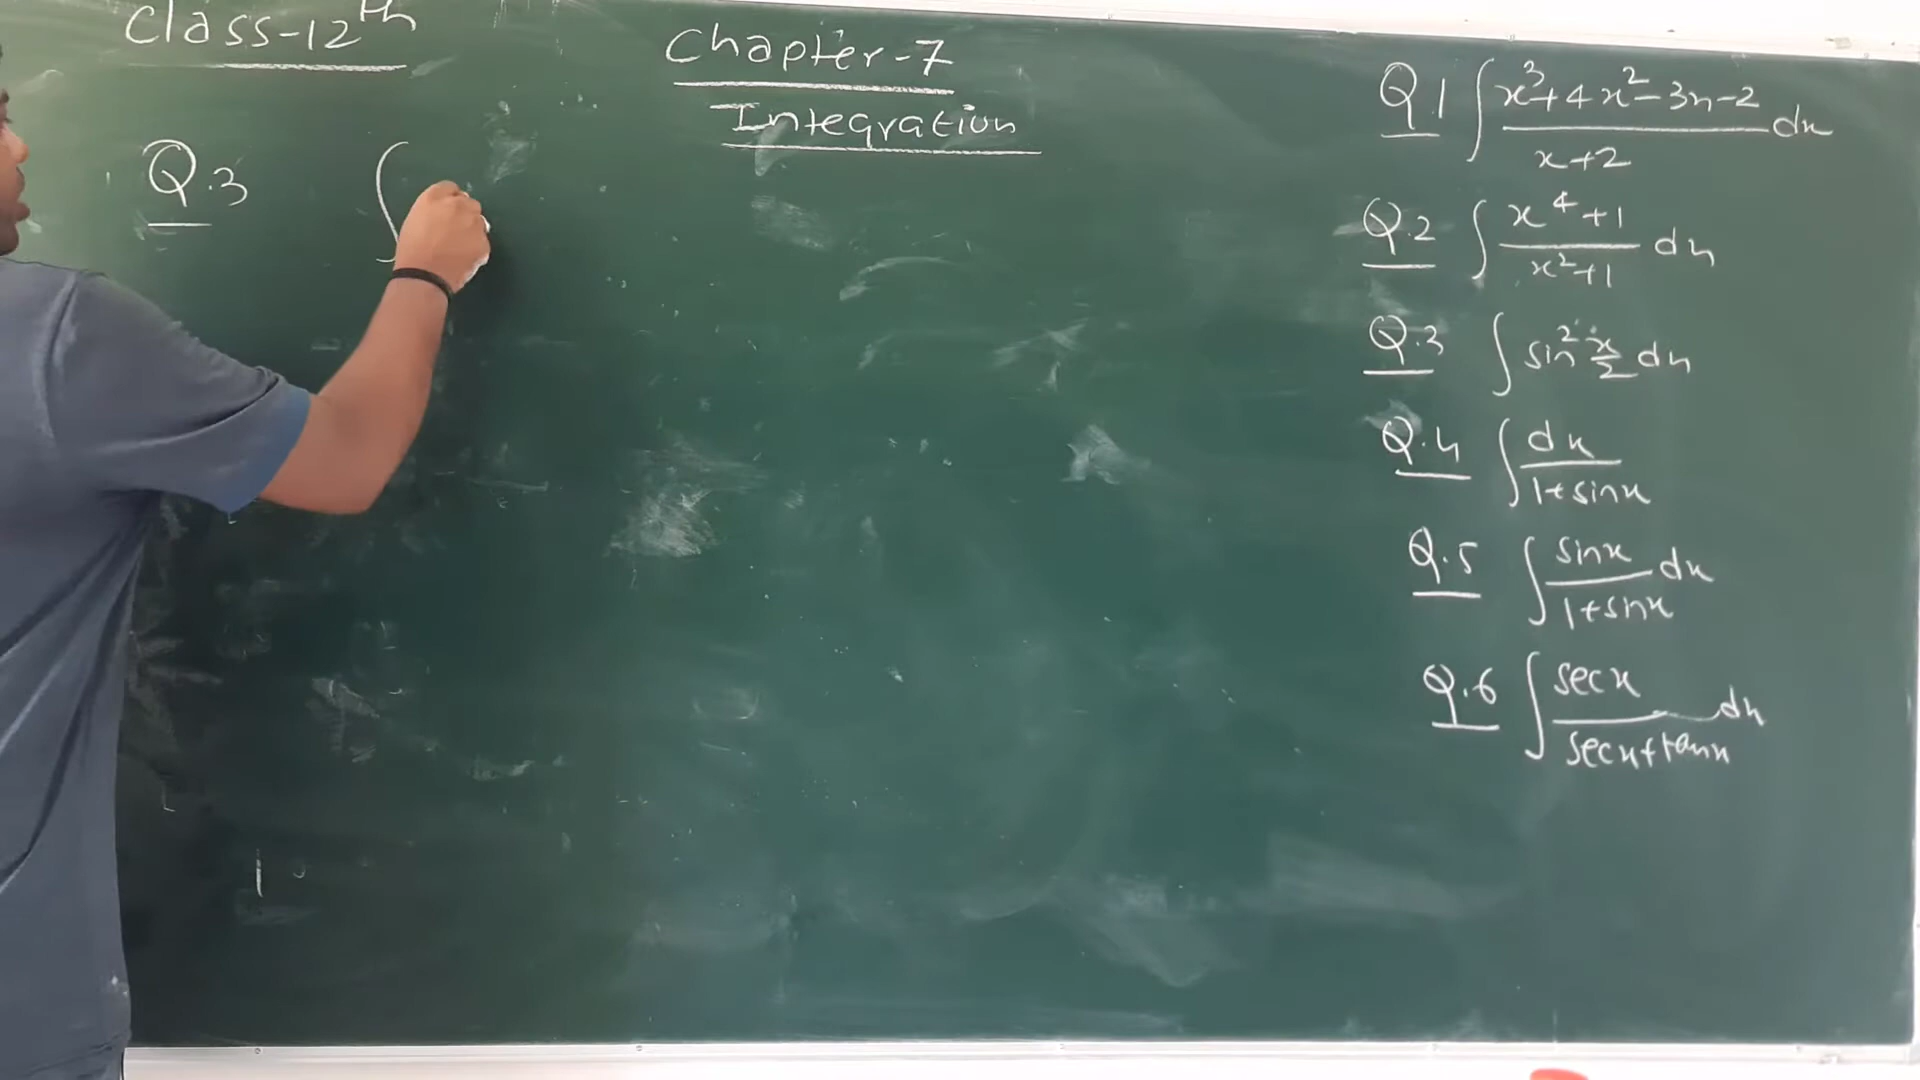 Class-12th
Chapter-7
Integration
Q.3 ∫
Q.1 ∫ x³+4x²-3x-2 / x+2 dx
Q.2 ∫ x⁴+1 / x²+1 dx
Q.3 ∫ sin² x/2 dx
Q.4 ∫ dx / 1+sinx
Q.5 ∫ sinx / 1+sinx dx
Q.6 ∫ secx / secx+tanx dx